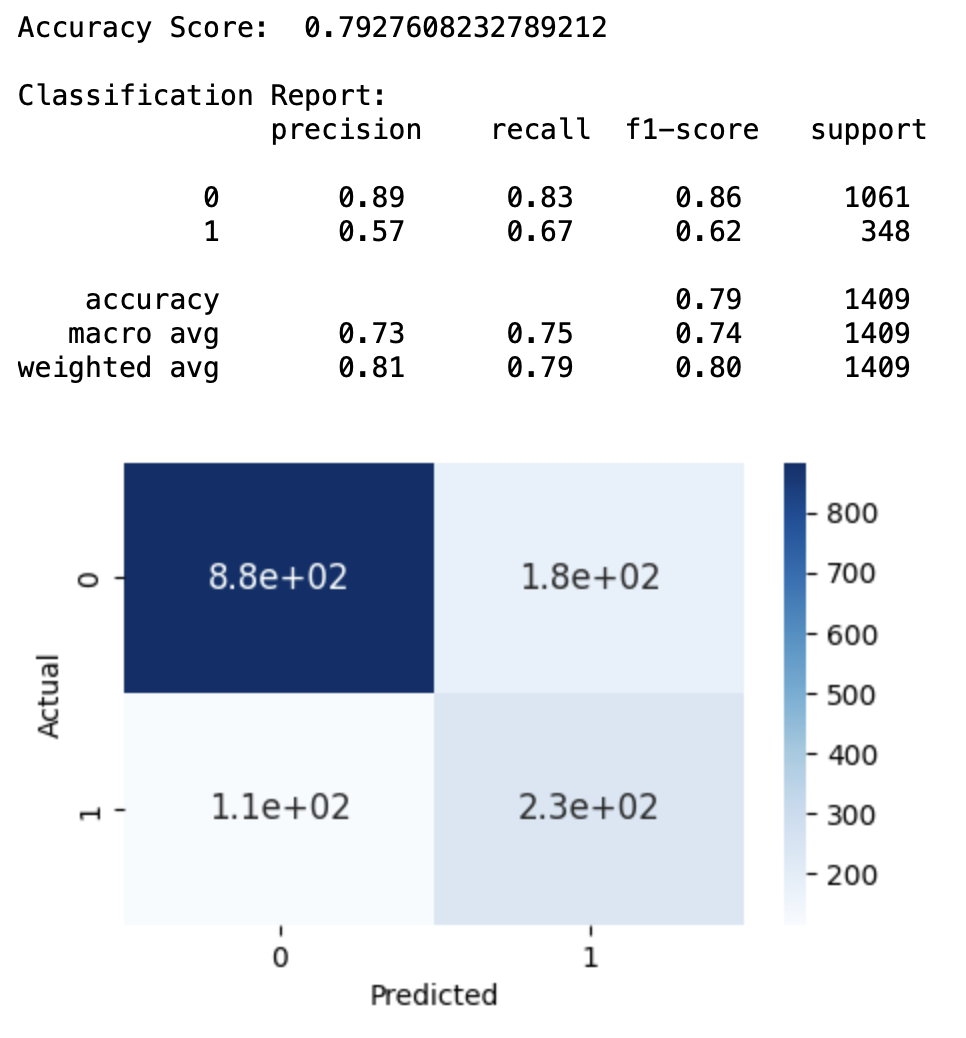 Accuracy Score:  0.7927608232789212
Classification Report:
precision    recall  f1-score   support
0       0.89      0.83      0.86      1061
1       0.57      0.67      0.62       348
accuracy                           0.79      1409
macro avg       0.73      0.75      0.74      1409
weighted avg       0.81      0.79      0.80      1409
800
0 8.8e+02 1.8e+02
700
600
500
Actual
400
1 1.1e+02 2.3e+02
300
200
0 1
Predicted